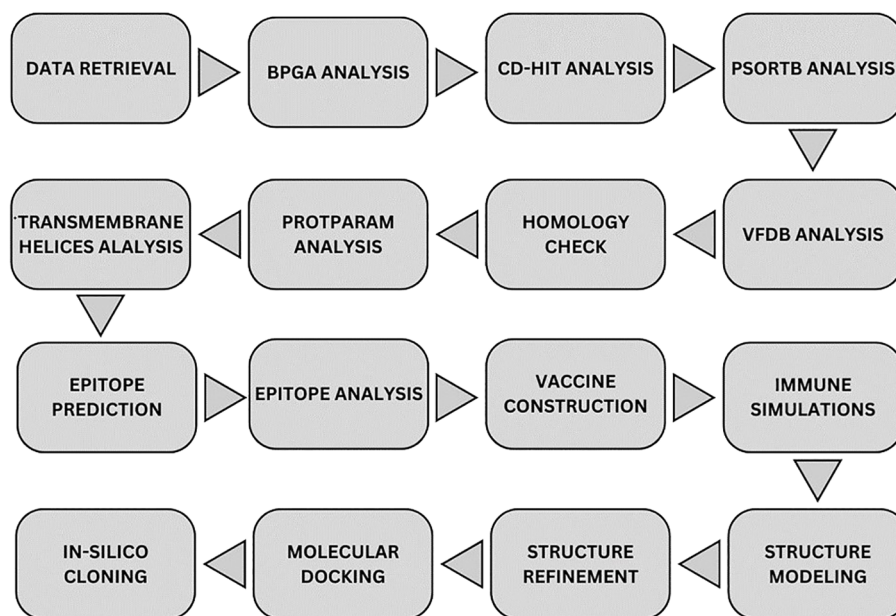 DATA RETRIEVAL
BPGA ANALYSIS
CD-HIT ANALYSIS
PSORTB ANALYSIS
VFDB ANALYSIS
HOMOLOGY
CHECK
PROTPARAM
ANALYSIS
TRANSMEMBRANE
HELICES ALALYSIS
EPITOPE
PREDICTION
EPITOPE ANALYSIS
VACCINE
CONSTRUCTION
IMMUNE
SIMULATIONS
STRUCTURE
MODELING
STRUCTURE
REFINEMENT
MOLECULAR
DOCKING
IN-SILICO
CLONING